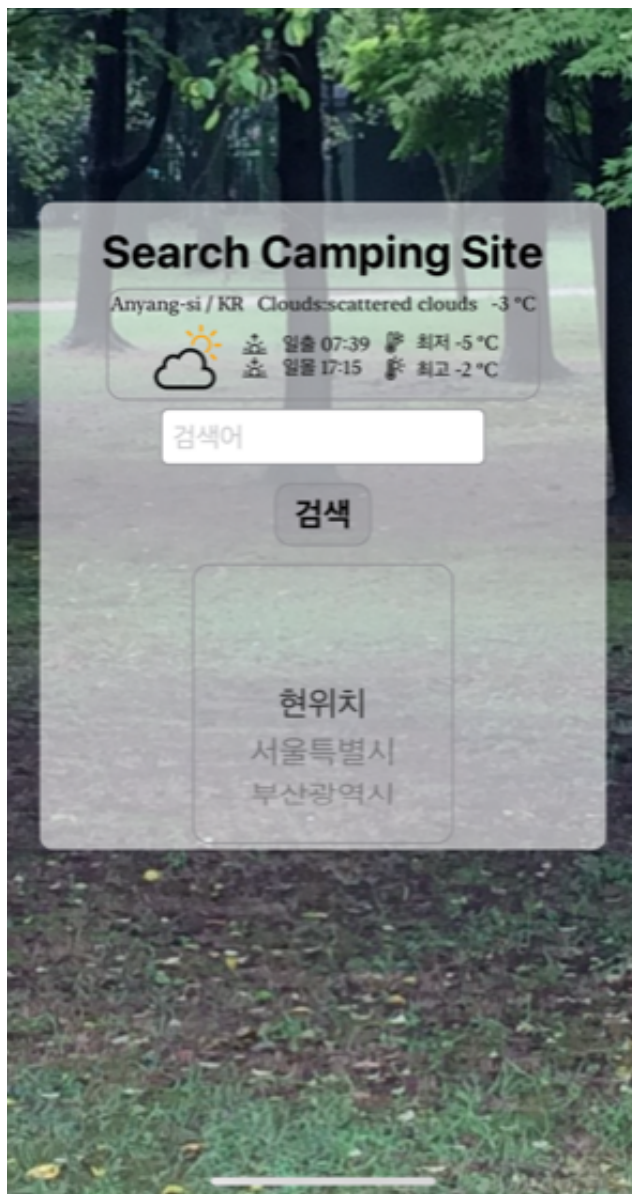 Search Camping Site
Anyang-si / KR Clouds:scattered clouds -3 °C
일출 07:39 최저 -5 °C
일몰 17:15 최고 -2 °C
검색어
검색
현위치
서울특별시
부산광역시